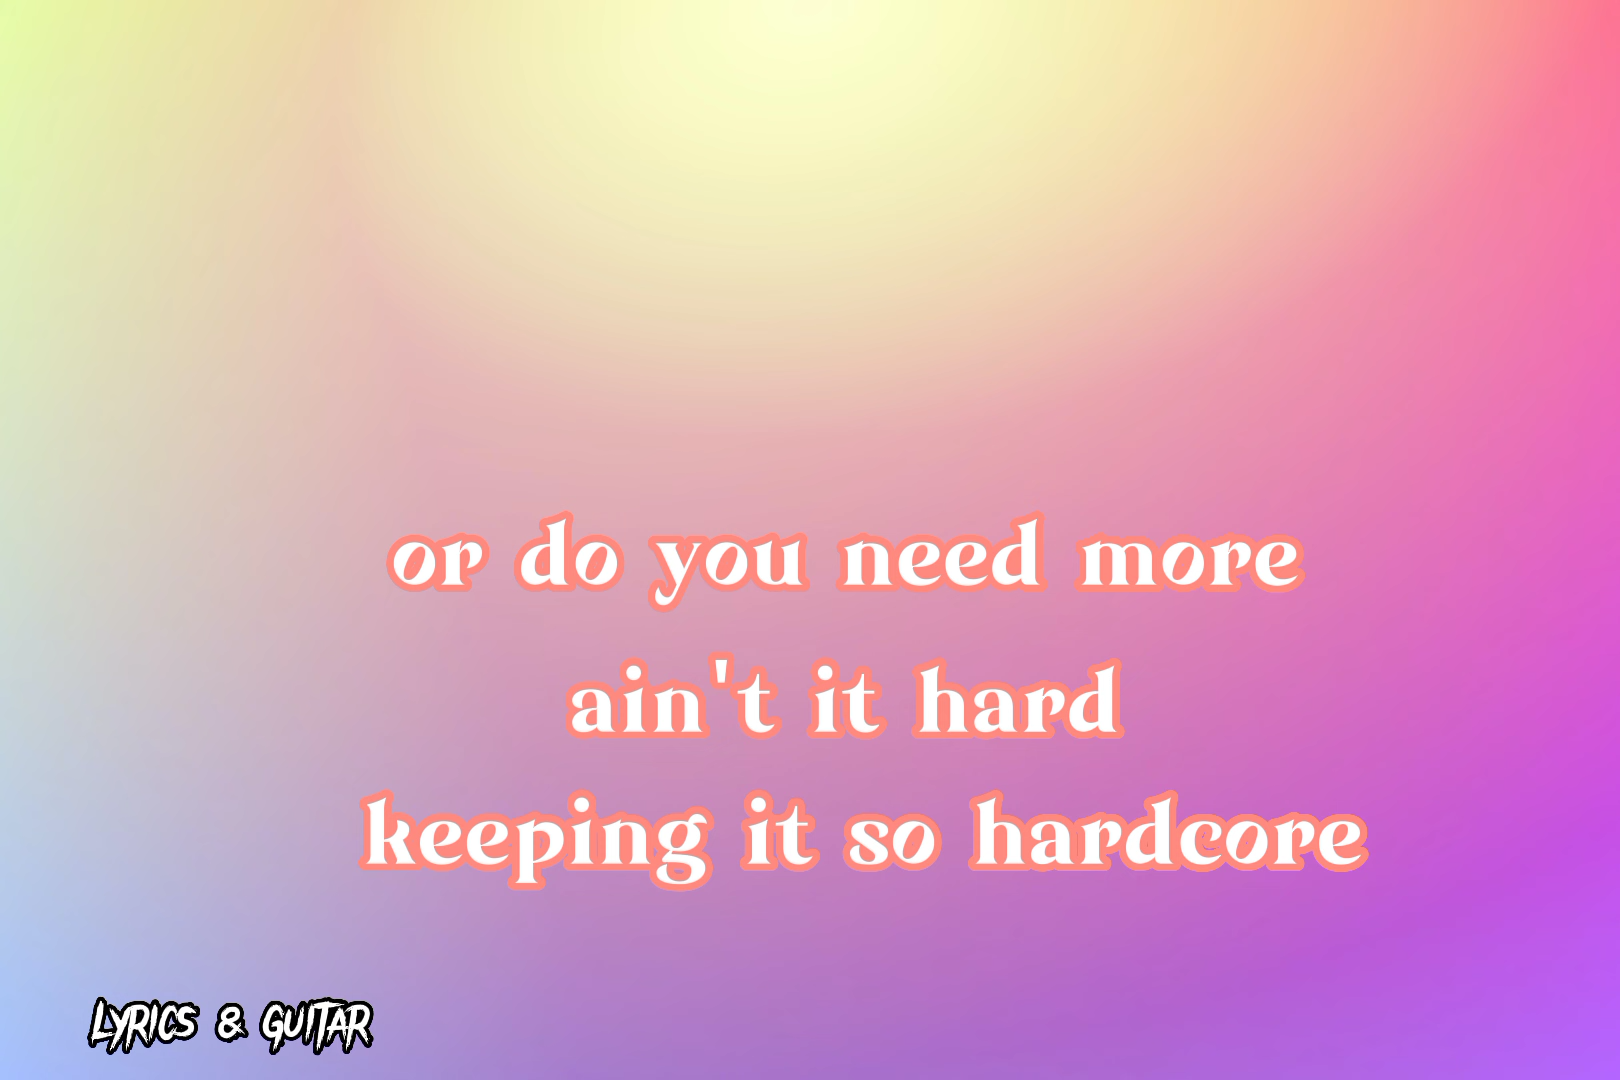 or do you need more
ain't it hard
keeping it so hardcore
LYRICS & GUITAR